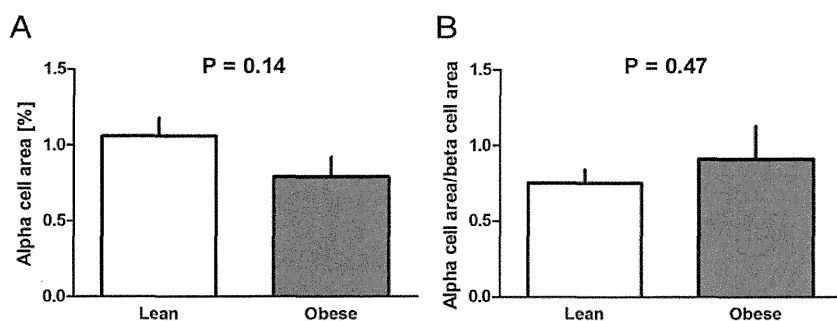 A
P = 0.14
Alpha cell area [%]
1.5
1.0
0.5
0.0
Lean
Obese
B
P = 0.47
Alpha cell area/beta cell area
1.5
1.0
0.5
0.0
Lean
Obese